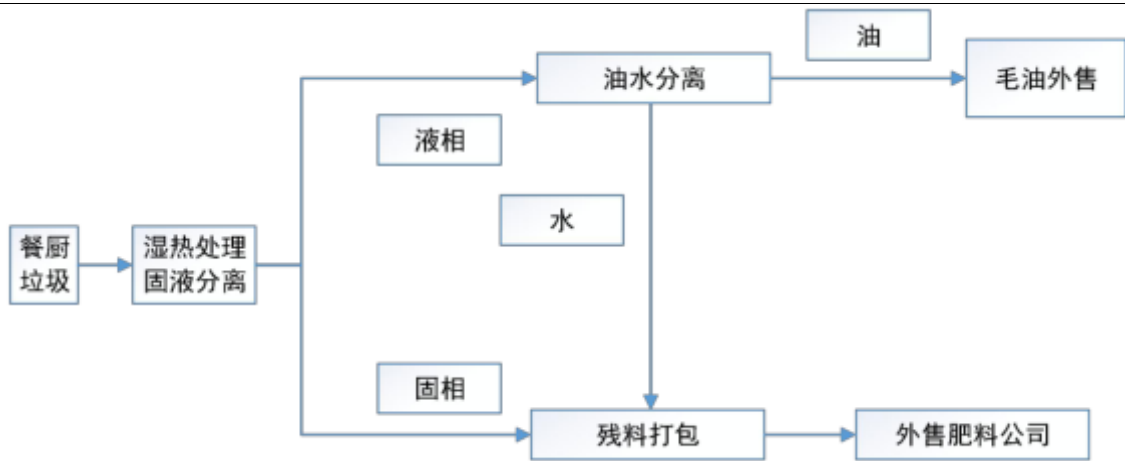 油
油水分离
毛油外售
液相
水
餐厨
垃圾
湿热处理
固液分离
固相
残料打包
外售肥料公司